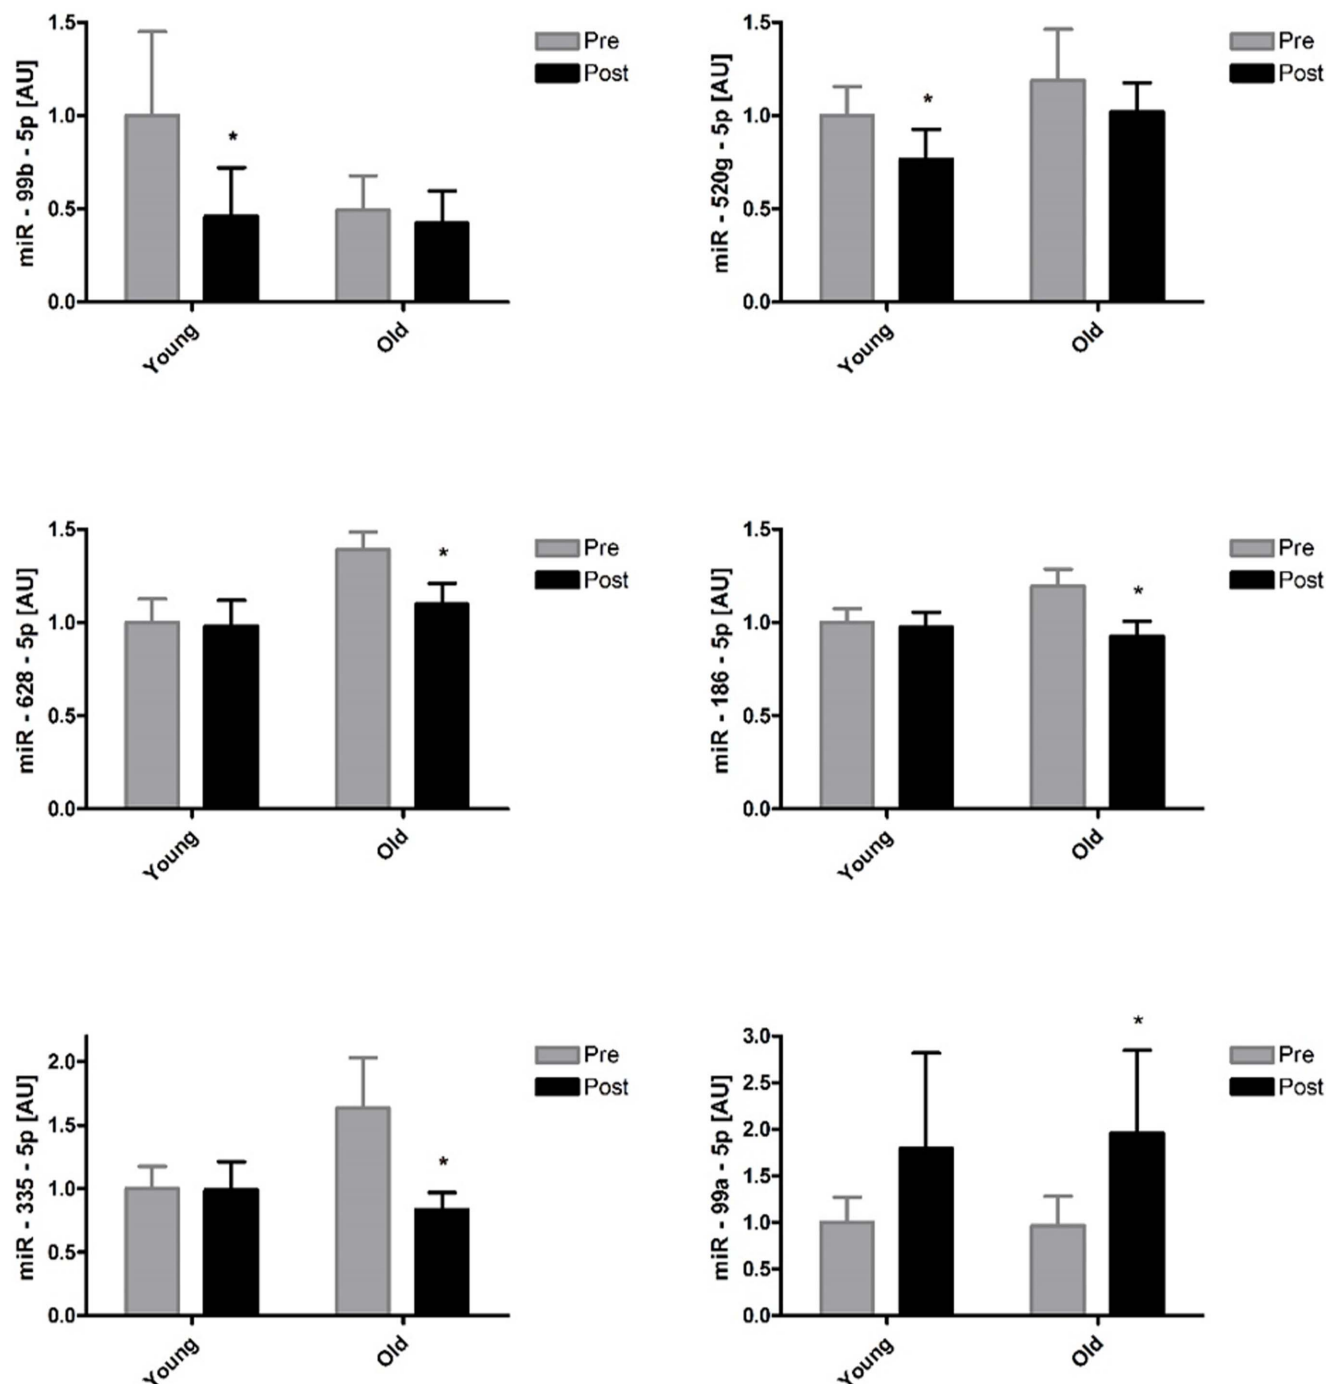 miR - 99b - 5p [AU]
1.5
1.0
0.5
0.0
*
Young
Old
Pre
Post
miR - 520g - 5p [AU]
1.5
1.0
0.5
0.0
*
Young
Old
Pre
Post
miR - 628 - 5p [AU]
1.5
1.0
0.5
0.0
*
Young
Old
Pre
Post
miR - 186 - 5p [AU]
1.5
1.0
0.5
0.0
*
Young
Old
Pre
Post
miR - 335 - 5p [AU]
2.0
1.5
1.0
0.5
0.0
*
Young
Old
Pre
Post
miR - 99a - 5p [AU]
3.0
2.5
2.0
1.5
1.0
0.5
0.0
*
Young
Old
Pre
Post